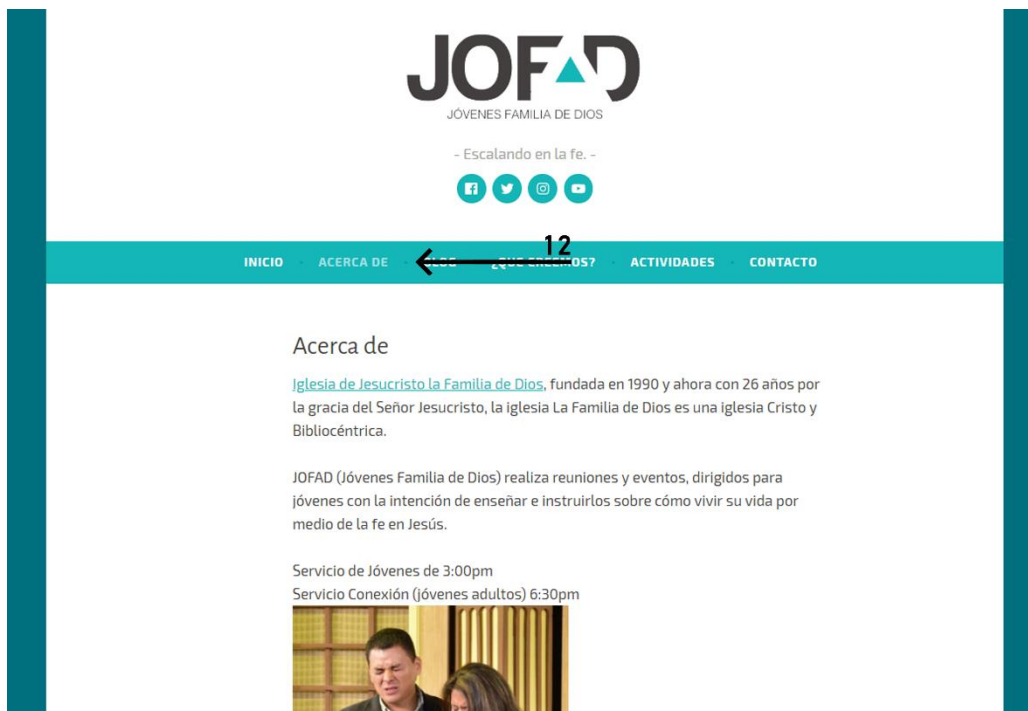 JOFAD
JÓVENES FAMILIA DE DIOS
- Escalando en la fe. -
12
INICIO ACERCA DE BLOG ¿QUE CREEMOS? ACTIVIDADES CONTACTO
Acerca de
Iglesia de Jesucristo la Familia de Dios, fundada en 1990 y ahora con 26 años por
la gracia del Señor Jesucristo, la iglesia La Familia de Dios es una iglesia Cristo y
Bibliocéntrica.
JOFAD (Jóvenes Familia de Dios) realiza reuniones y eventos, dirigidos para
jóvenes con la intención de enseñar e instruirlos sobre cómo vivir su vida por
medio de la fe en Jesús.
Servicio de Jóvenes de 3:00pm
Servicio Conexión (jóvenes adultos) 6:30pm